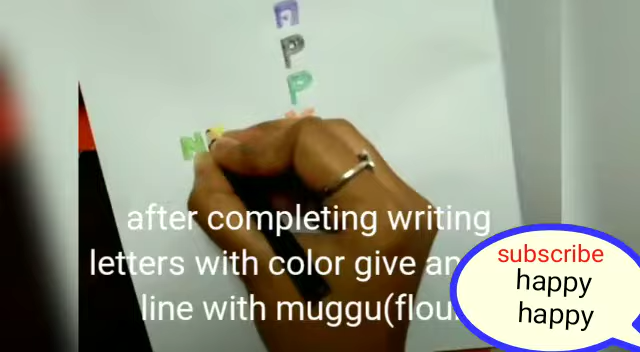 E
P
P
N
after completing writing
letters with color give an
line with muggu(flou
subscribe
happy
happy